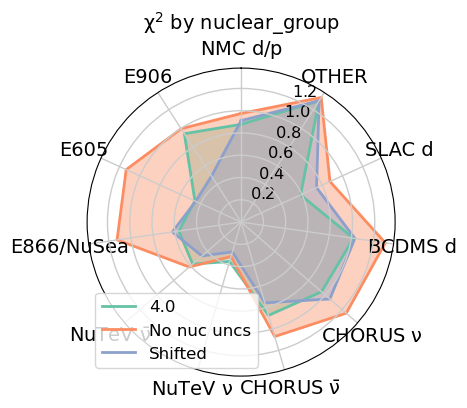 χ² by nuclear_group
NMC d/p
E906
OTHER
1.2
1.0
0.8
0.6
0.4
0.2
E605
SLAC d
E866/NuSea
BCDMS d
NuTeV ν̄
CHORUS ν
NuTeV ν
CHORUS ν̄
4.0
No nuc uncs
Shifted